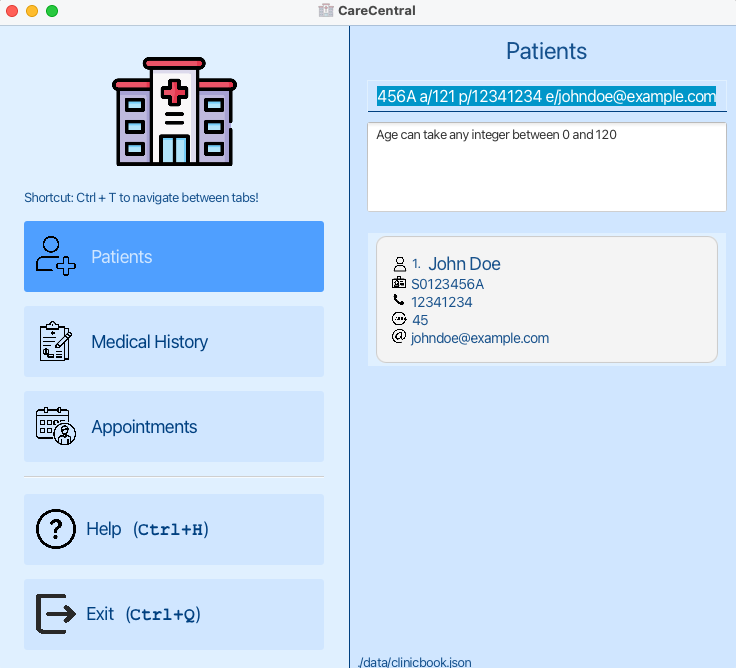 CareCentral
Shortcut: Ctrl + T to navigate between tabs!
Patients
Medical History
Appointments
Help (Ctrl+H)
Exit (Ctrl+Q)
Patients
456A a/121 p/12341234 e/johndoe@example.com
Age can take any integer between 0 and 120
1. John Doe
S0123456A
12341234
45
johndoe@example.com
./data/clinicbook.json